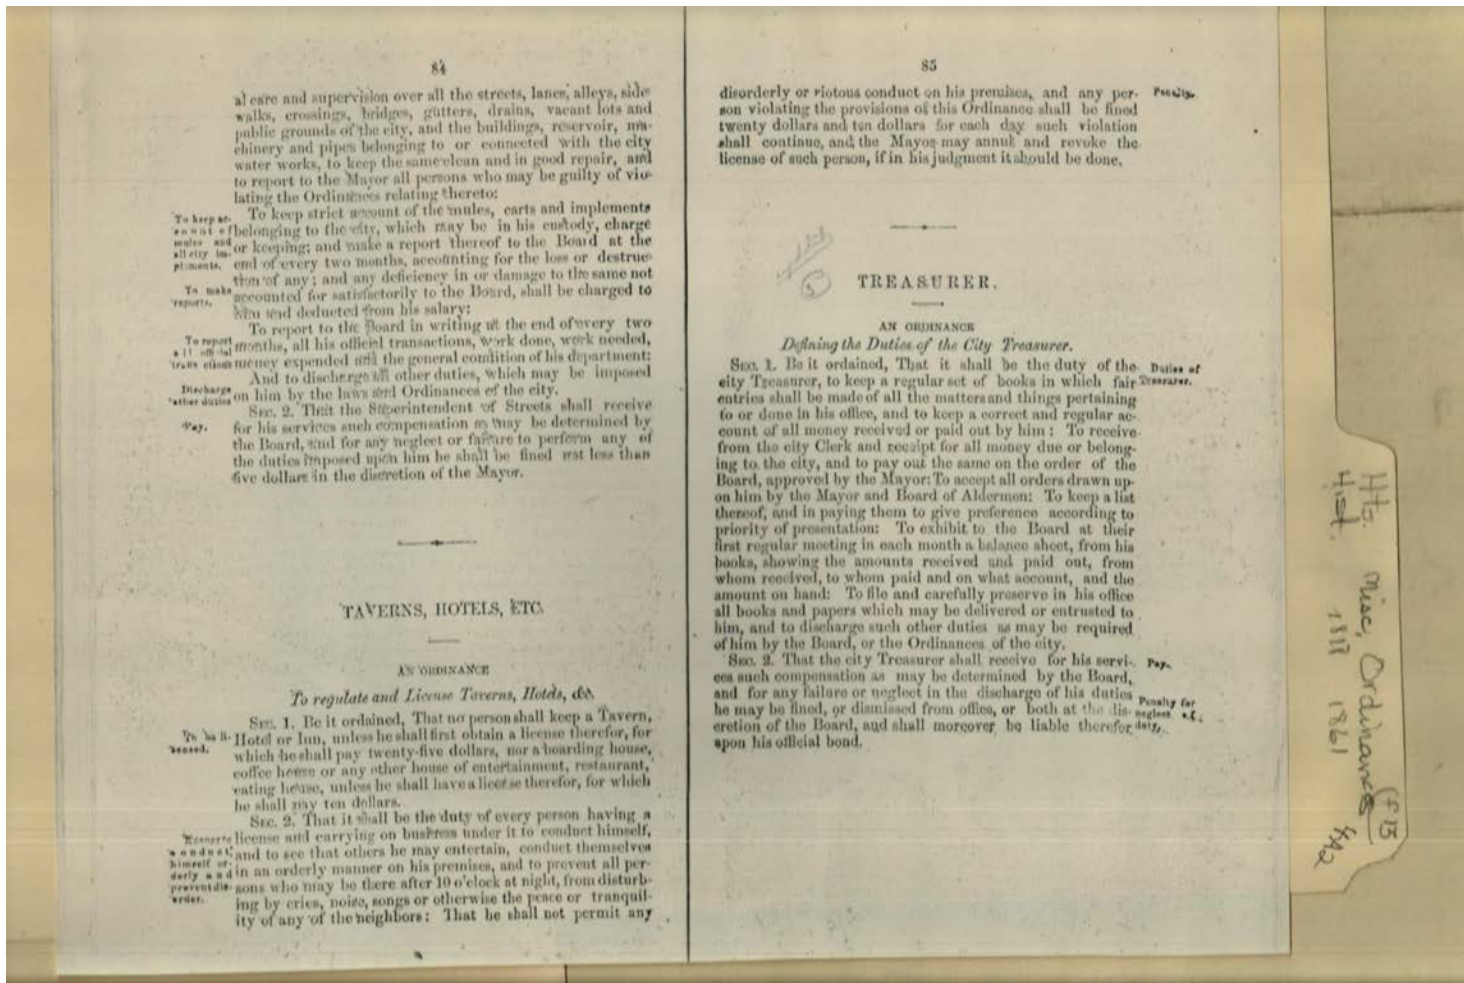 84
al care and supervision over all the streets, lanes, alleys, side
walks, crossings, bridges, gutters, drains, vacant lots and
public grounds of the city, and the buildings, reservoir, ma-
chinery and pipes belonging to or connected with the city
water works, to keep the same clean and in good repair, and
to report to the Mayor all persons who may be guilty of vio-
lating the Ordinances relating thereto:
To keep ac-
count of
mules and
all city im-
plements.
To keep strict account of the mules, carts and implements
belonging to the city, which may be in his custody, charge
or keeping; and make a report thereof to the Board at the
end of every two months, accounting for the loss or destruc-
tion of any; and any deficiency in or damage to the same not
To make
reports.
accounted for satisfactorily to the Board, shall be charged to
him and deducted from his salary:
To report
all official
To report to the Board in writing at the end of every two
months, all his official transactions, work done, work needed,
money expended and the general condition of his department:
Discharge
other duties
And to discharge all other duties, which may be imposed
on him by the laws and Ordinances of the city.
Pay.
SEC. 2. That the Superintendent of Streets shall receive
for his services such compensation as may be determined by
the Board, and for any neglect or failure to perform any of
the duties imposed upon him he shall be fined not less than
five dollars in the discretion of the Mayor.
TAVERNS, HOTELS, ETC.
AN ORDINANCE
To regulate and License Taverns, Hotels, &c.
To be li-
censed.
SEC. 1. Be it ordained, That no person shall keep a Tavern,
Hotel or Inn, unless he shall first obtain a license therefor, for
which he shall pay twenty-five dollars, nor a boarding house,
coffee house or any other house of entertainment, restaurant,
eating house, unless he shall have a license therefor, for which
he shall pay ten dollars.
conduct
himself or-
derly and
prevent dis-
order.
SEC. 2. That it shall be the duty of every person having a
license and carrying on business under it to conduct himself,
and to see that others he may entertain, conduct themselves
in an orderly manner on his premises, and to prevent all per-
sons who may be there after 10 o'clock at night, from disturb-
ing by cries, noise, songs or otherwise the peace or tranquil-
ity of any of the neighbors: That he shall not permit any
85
disorderly or riotous conduct on his premises, and any per-
son violating the provisions of this Ordinance shall be fined
twenty dollars and ten dollars for each day such violation
shall continue, and the Mayor may annul and revoke the
license of such person, if in his judgment it should be done.
Penalty.
TREASURER.
AN ORDINANCE
Defining the Duties of the City Treasurer.
SEC. 1. Be it ordained, That it shall be the duty of the
city Treasurer, to keep a regular set of books in which fair
entries shall be made of all the matters and things pertaining
to or done in his office, and to keep a correct and regular ac-
count of all money received or paid out by him: To receive
from the city Clerk and receipt for all money due or belong-
ing to the city, and to pay out the same on the order of the
Board, approved by the Mayor: To accept all orders drawn up-
on him by the Mayor and Board of Aldermen: To keep a list
thereof, and in paying them to give preference according to
priority of presentation: To exhibit to the Board at their
first regular meeting in each month a balance sheet, from his
books, showing the amounts received and paid out, from
whom received, to whom paid and on what account, and the
amount on hand: To file and carefully preserve in his office
all books and papers which may be delivered or entrusted to
him, and to discharge such other duties as may be required
of him by the Board, or the Ordinances of the city.
Duties of
Treasurer.
SEC. 2. That the city Treasurer shall receive for his servi-
ces such compensation as may be determined by the Board,
and for any failure or neglect in the discharge of his duties
he may be fined, or dismissed from office, or both at the dis-
cretion of the Board, and shall moreover be liable therefor
upon his official bond.
Pay.
Penalty for
neglect of
duty.
Hts. Misc. Ordinances
Hist. 1861